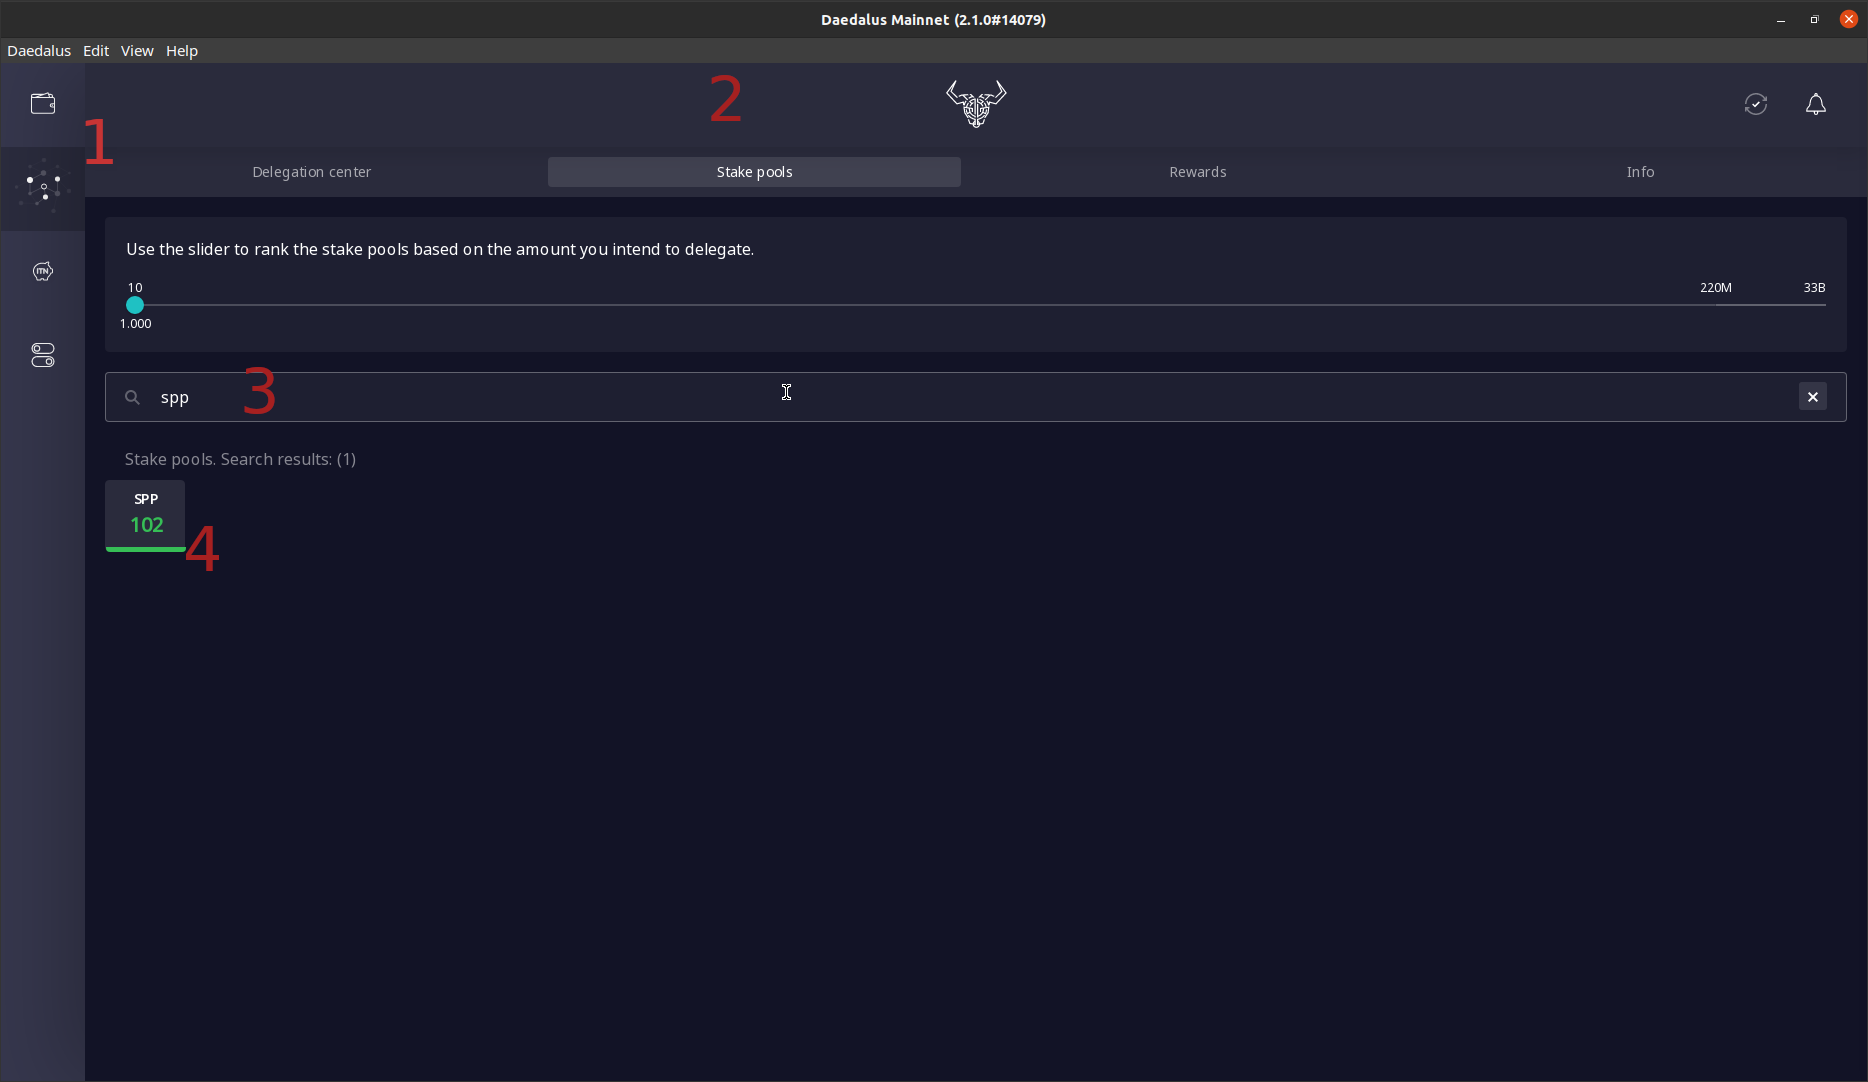 Daedalus Mainnet (2.1.0#14079)
Daedalus Edit View Help
2
1
Delegation center Stake pools Rewards Info
ITN
Use the slider to rank the stake pools based on the amount you intend to delegate.
10 220M 33B
1.000
spp 3
Stake pools. Search results: (1)
SPP
102
4